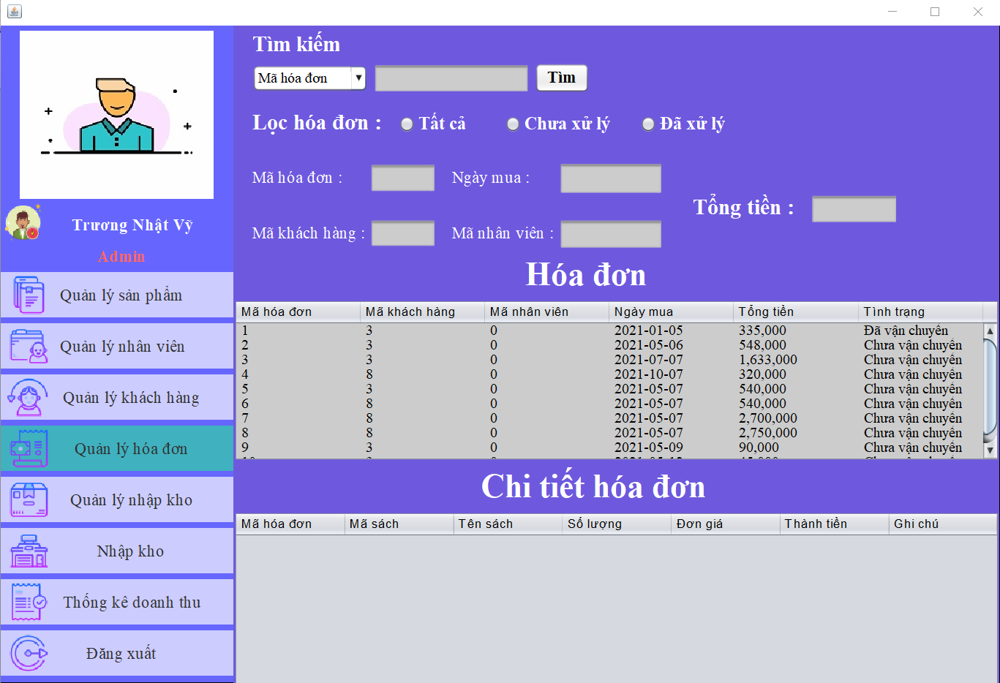 Tìm kiếm
Mã hóa đơn Tìm
Lọc hóa đơn : Tất cả Chưa xử lý Đã xử lý
Mã hóa đơn : Ngày mua :
Tổng tiền :
Mã khách hàng : Mã nhân viên :
Trương Nhật Vỹ
Admin
Quản lý sản phẩm
Quản lý nhân viên
Quản lý khách hàng
Quản lý hóa đơn
Quản lý nhập kho
Nhập kho
Thống kê doanh thu
Đăng xuất
Hóa đơn
Mã hóa đơn Mã khách hàng Mã nhân viên Ngày mua Tổng tiền Tình trạng
1 3 0 2021-01-05 335,000 Đã vận chuyển
2 3 0 2021-05-06 548,000 Chưa vận chuyển
3 3 0 2021-07-07 1,633,000 Chưa vận chuyển
4 8 0 2021-10-07 320,000 Chưa vận chuyển
5 3 0 2021-05-07 540,000 Chưa vận chuyển
6 8 0 2021-05-07 540,000 Chưa vận chuyển
7 8 0 2021-05-07 2,700,000 Chưa vận chuyển
8 8 0 2021-05-07 2,750,000 Chưa vận chuyển
9 3 0 2021-05-09 90,000 Chưa vận chuyển
Chi tiết hóa đơn
Mã hóa đơn Mã sách Tên sách Số lượng Đơn giá Thành tiền Ghi chú